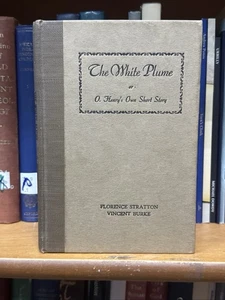 The White Plume
or:
O. Henry's Own Short Story
FLORENCE STRATTON
VINCENT BURKE